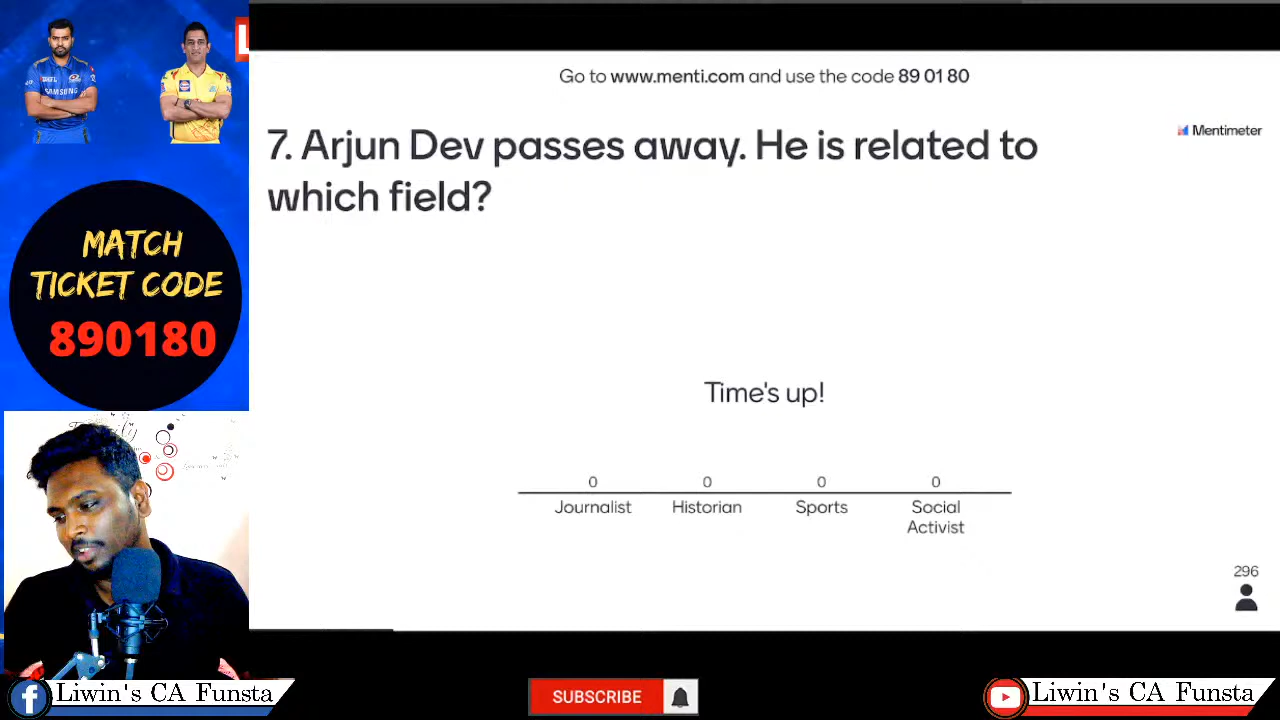 L
Go to www.menti.com and use the code 89 01 80
Mentimeter
7. Arjun Dev passes away. He is related to
which field?
MATCH
TICKET CODE
890180
SAMSUNG
Time's up!
0 0 0 0
Journalist Historian Sports Social
Activist
296
Liwin's CA Funsta
SUBSCRIBE
Liwin's CA Funsta